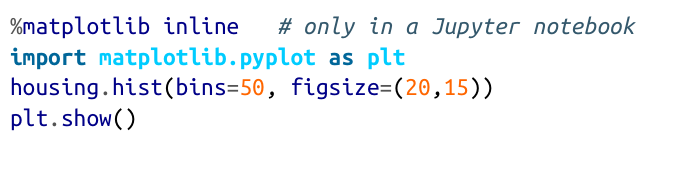 %matplotlib inline   # only in a Jupyter notebook
import matplotlib.pyplot as plt
housing.hist(bins=50, figsize=(20,15))
plt.show()